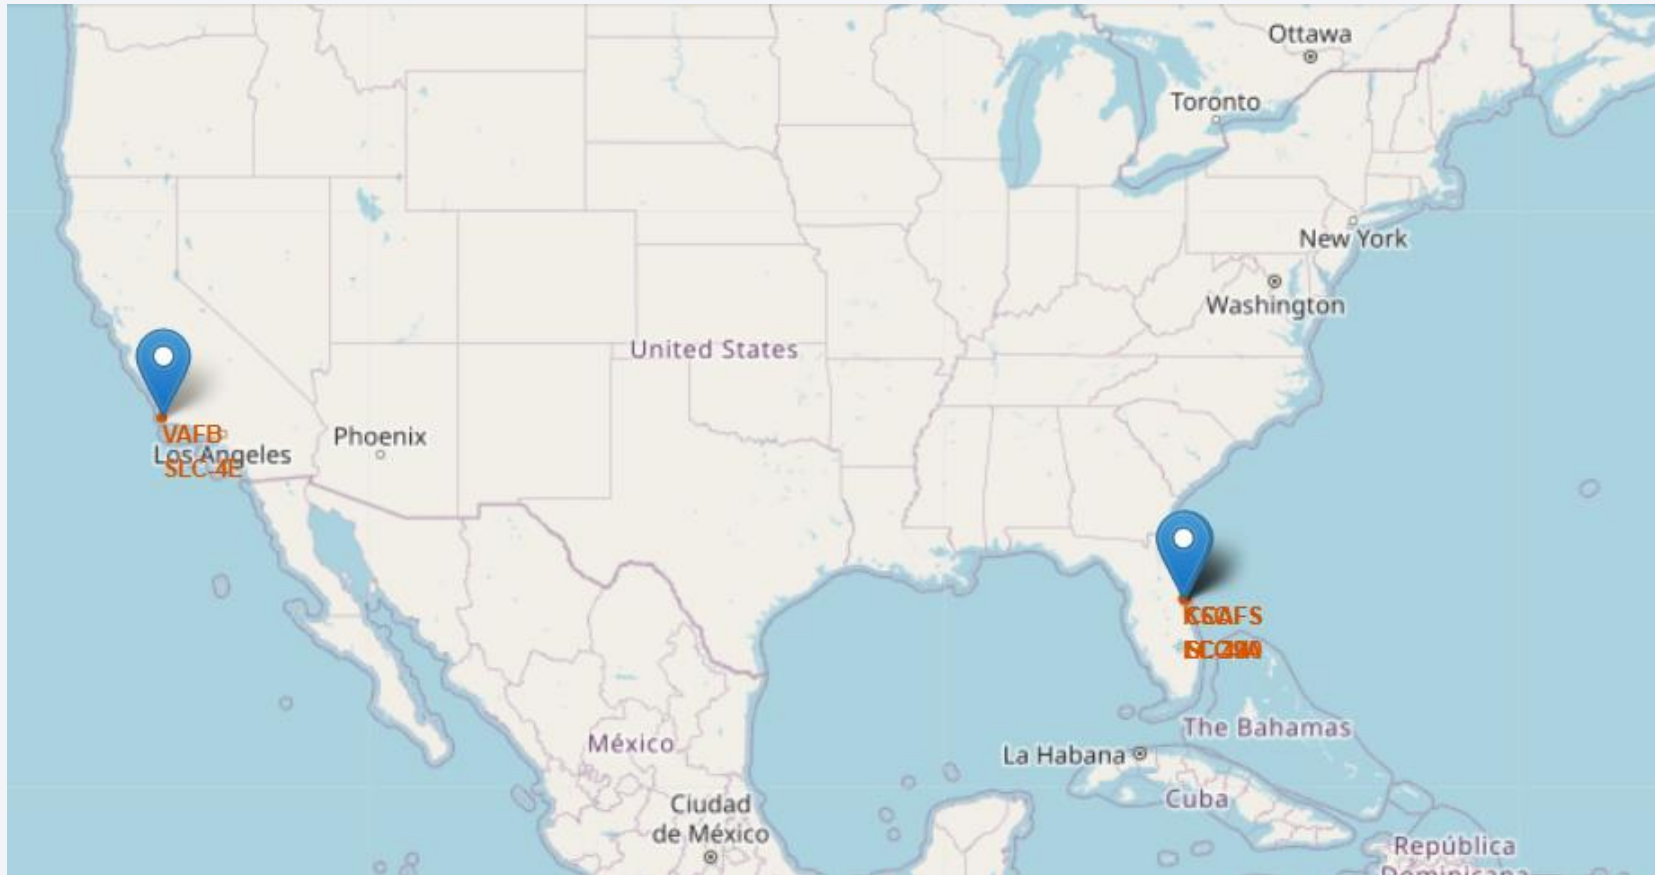 Ottawa
Toronto
New York
Washington
United States
VAFB
Los Angeles
SLC-4E
Phoenix
México
Ciudad
de México
La Habana
The Bahamas
Cuba
República
Dominicana